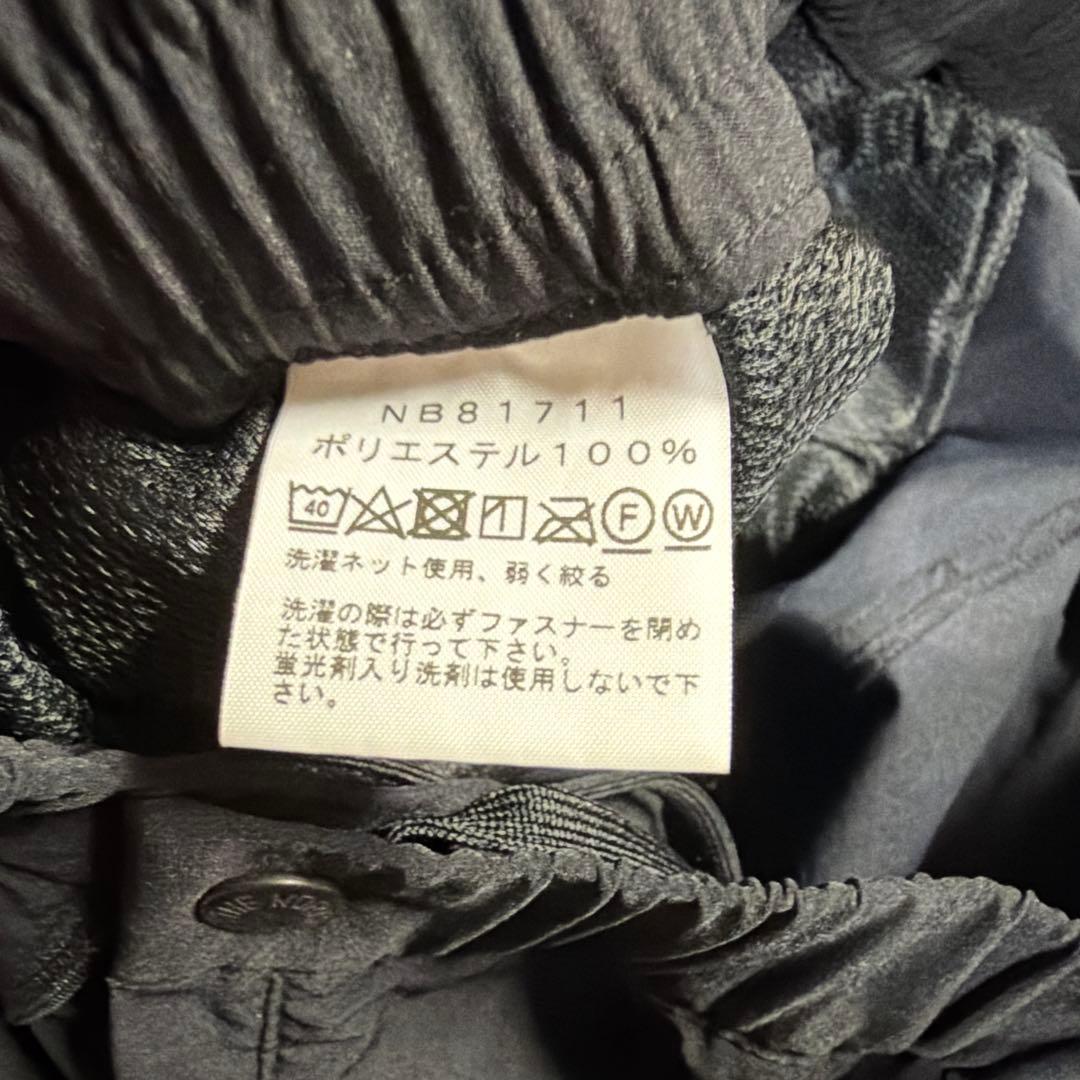 NB81711
ポリエステル100%
40 F W
洗濯ネット使用、弱く絞る
洗濯の際は必ずファスナーを閉め
た状態で行って下さい。
蛍光剤入り洗剤は使用しないで下
さい。